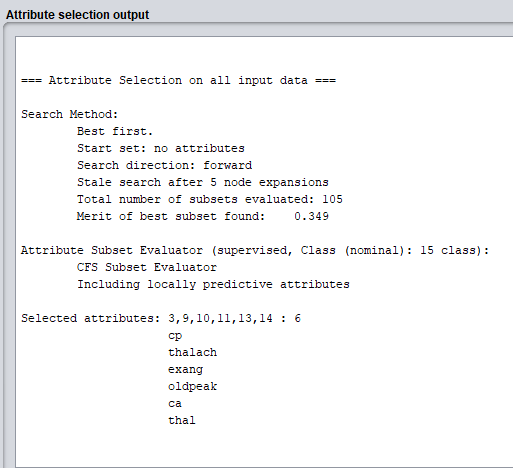 Attribute selection output
=== Attribute Selection on all input data ===
Search Method:
Best first.
Start set: no attributes
Search direction: forward
Stale search after 5 node expansions
Total number of subsets evaluated: 105
Merit of best subset found:    0.349
Attribute Subset Evaluator (supervised, Class (nominal): 15 class):
CFS Subset Evaluator
Including locally predictive attributes
Selected attributes: 3,9,10,11,13,14 : 6
cp
thalach
exang
oldpeak
ca
thal